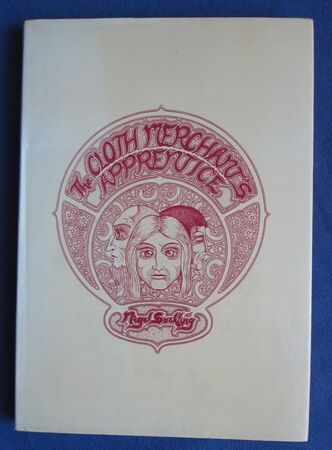 The CLOTH MERCHANT'S
APPRENTICE
Nigel Suckling